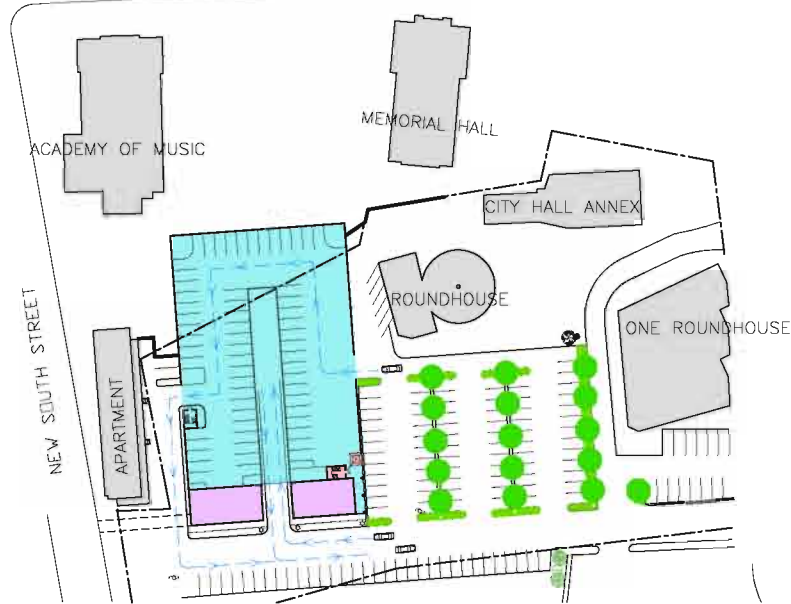 MEMORIAL HALL
ACADEMY OF MUSIC
CITY HALL ANNEX
ROUNDHOUSE
ONE ROUNDHOUSE
NEW SOUTH STREET
APARTMENT